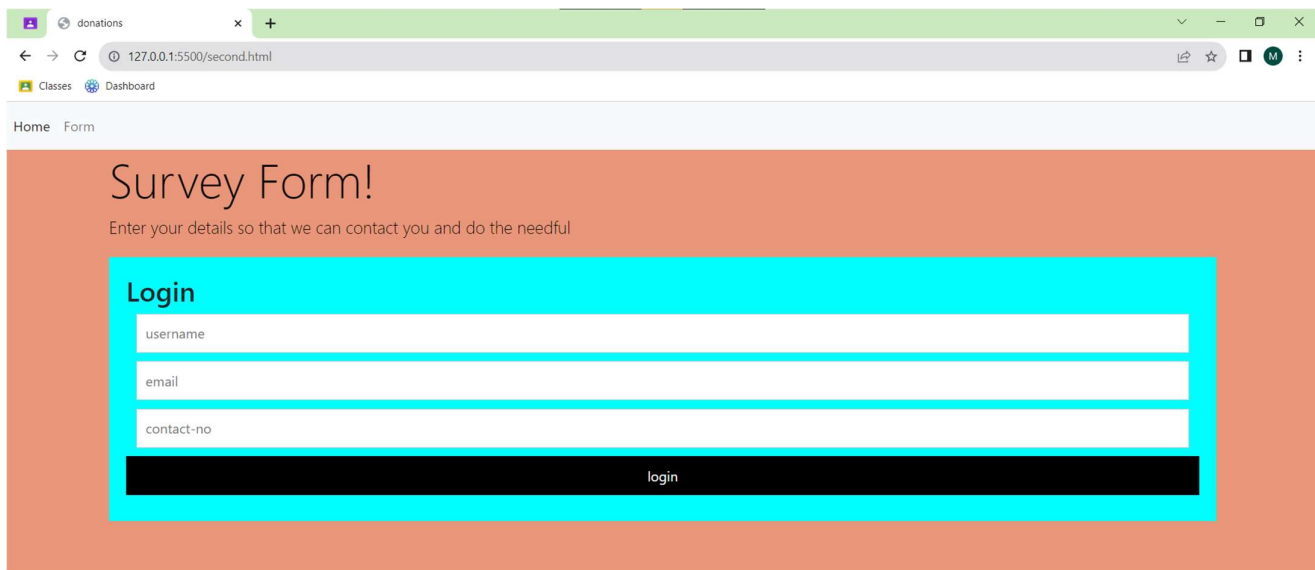 donations
127.0.0.1:5500/second.html
M
Classes Dashboard
Home Form
Survey Form!
Enter your details so that we can contact you and do the needful
Login
username
email
contact-no
login